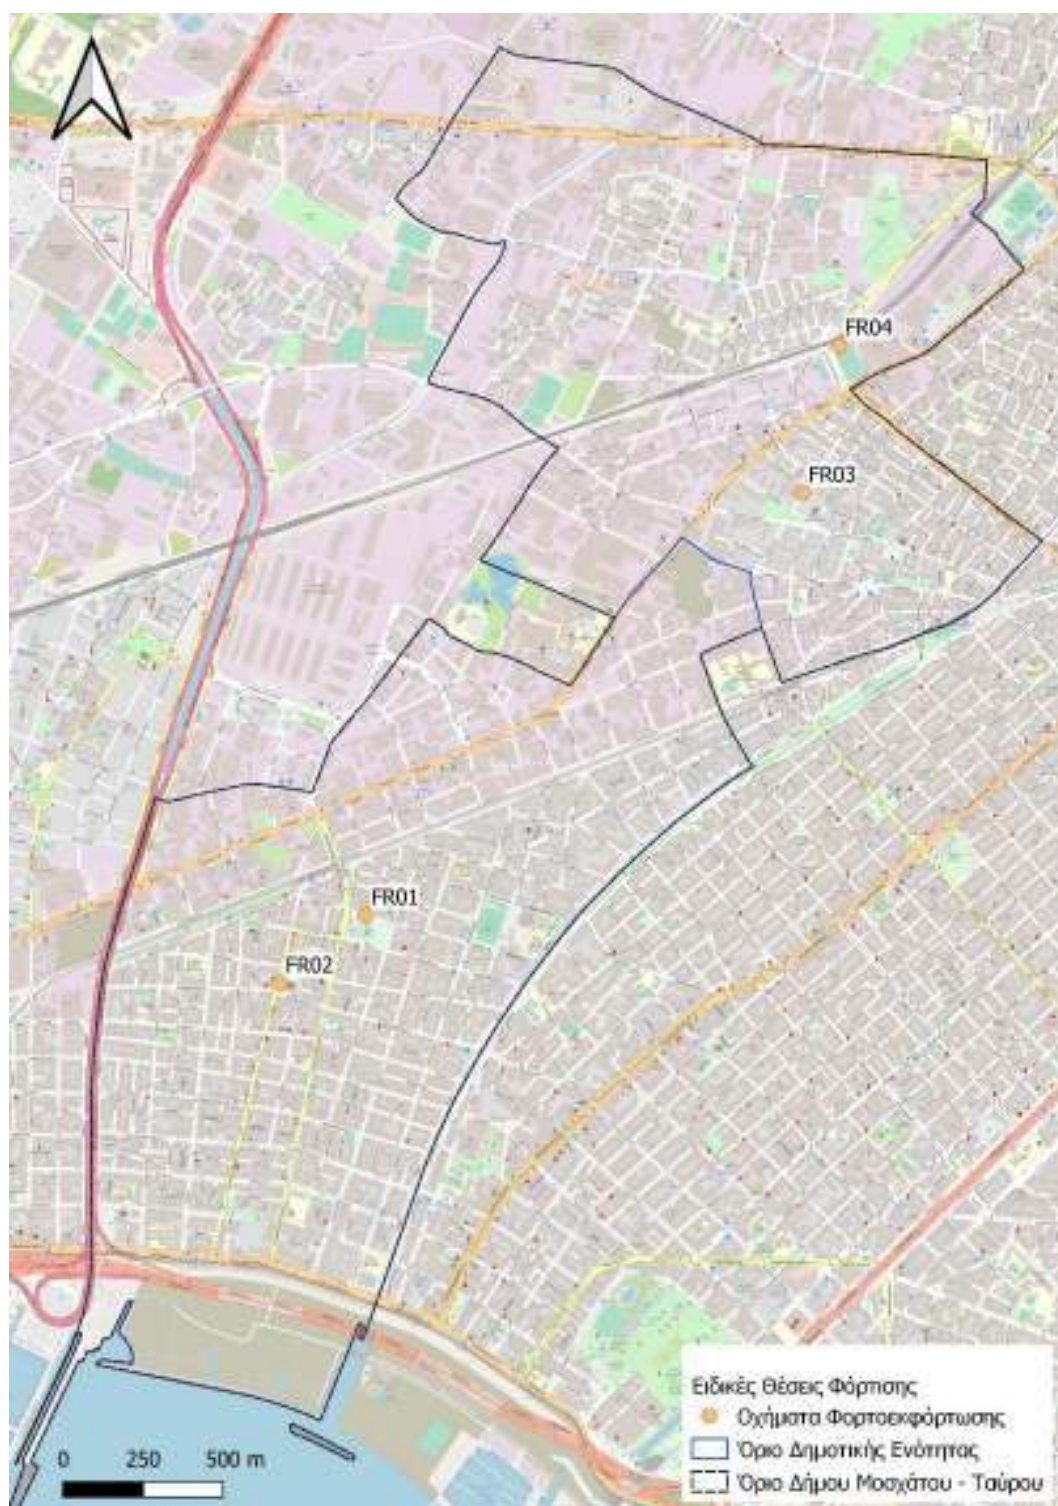 FR04
FR03
FR01
FR02
Ειδικές Θέσεις Φόρτισης
Οχήματα Φορτοεκφόρτωσης
Όριο Δημοτικής Ενότητας
Όριο Δήμου Μοσχάτου - Ταύρου
0 250 500 m